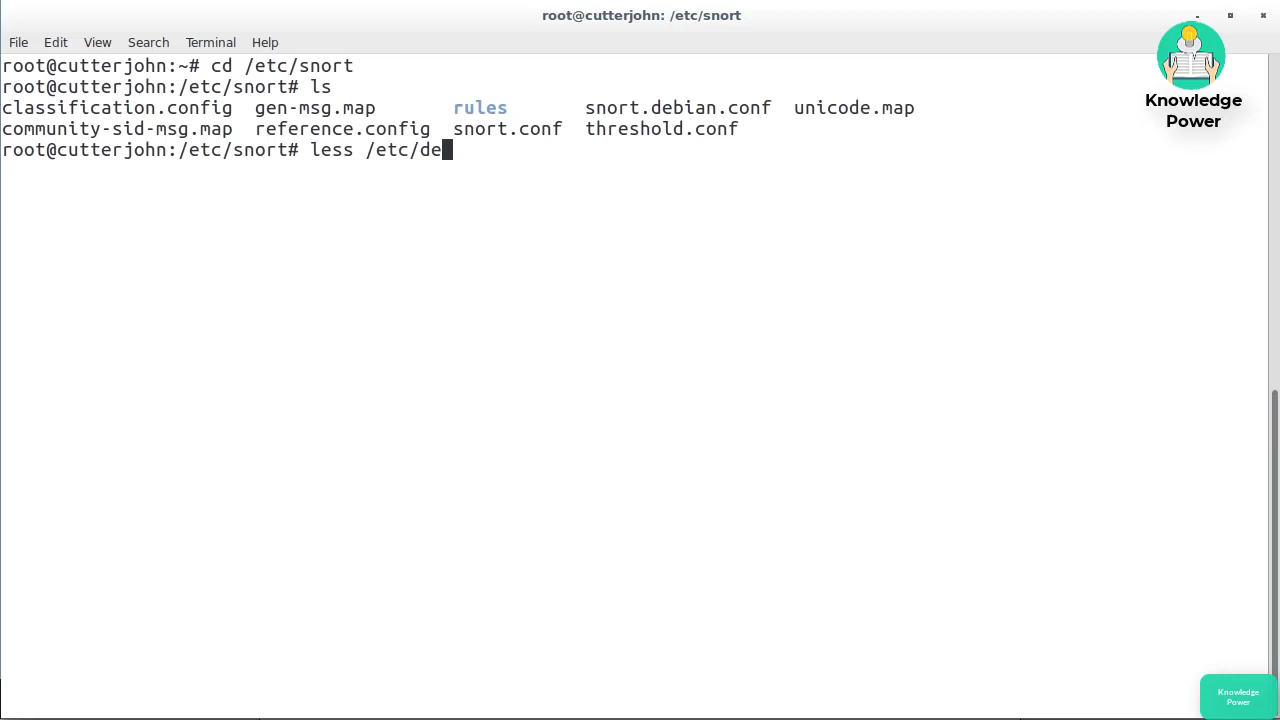 root@cutterjohn: /etc/snort
File Edit View Search Terminal Help
root@cutterjohn:~# cd /etc/snort
root@cutterjohn:/etc/snort# ls
classification.config gen-msg.map rules snort.debian.conf unicode.map
community-sid-msg.map reference.config snort.conf threshold.conf
root@cutterjohn:/etc/snort# less /etc/de
Knowledge
Power
Knowledge
Power